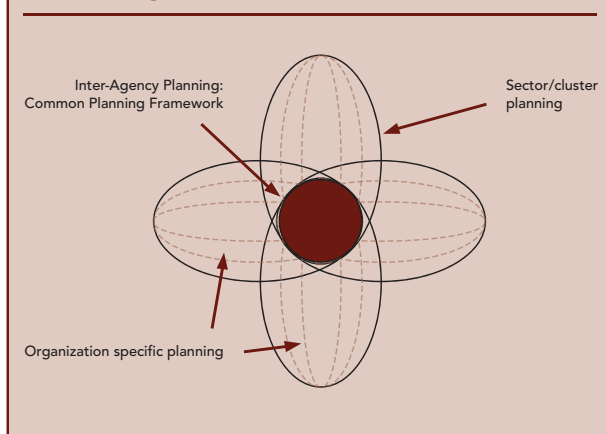 Inter-Agency Planning:
Common Planning Framework
Sector/cluster
planning
Organization specific planning